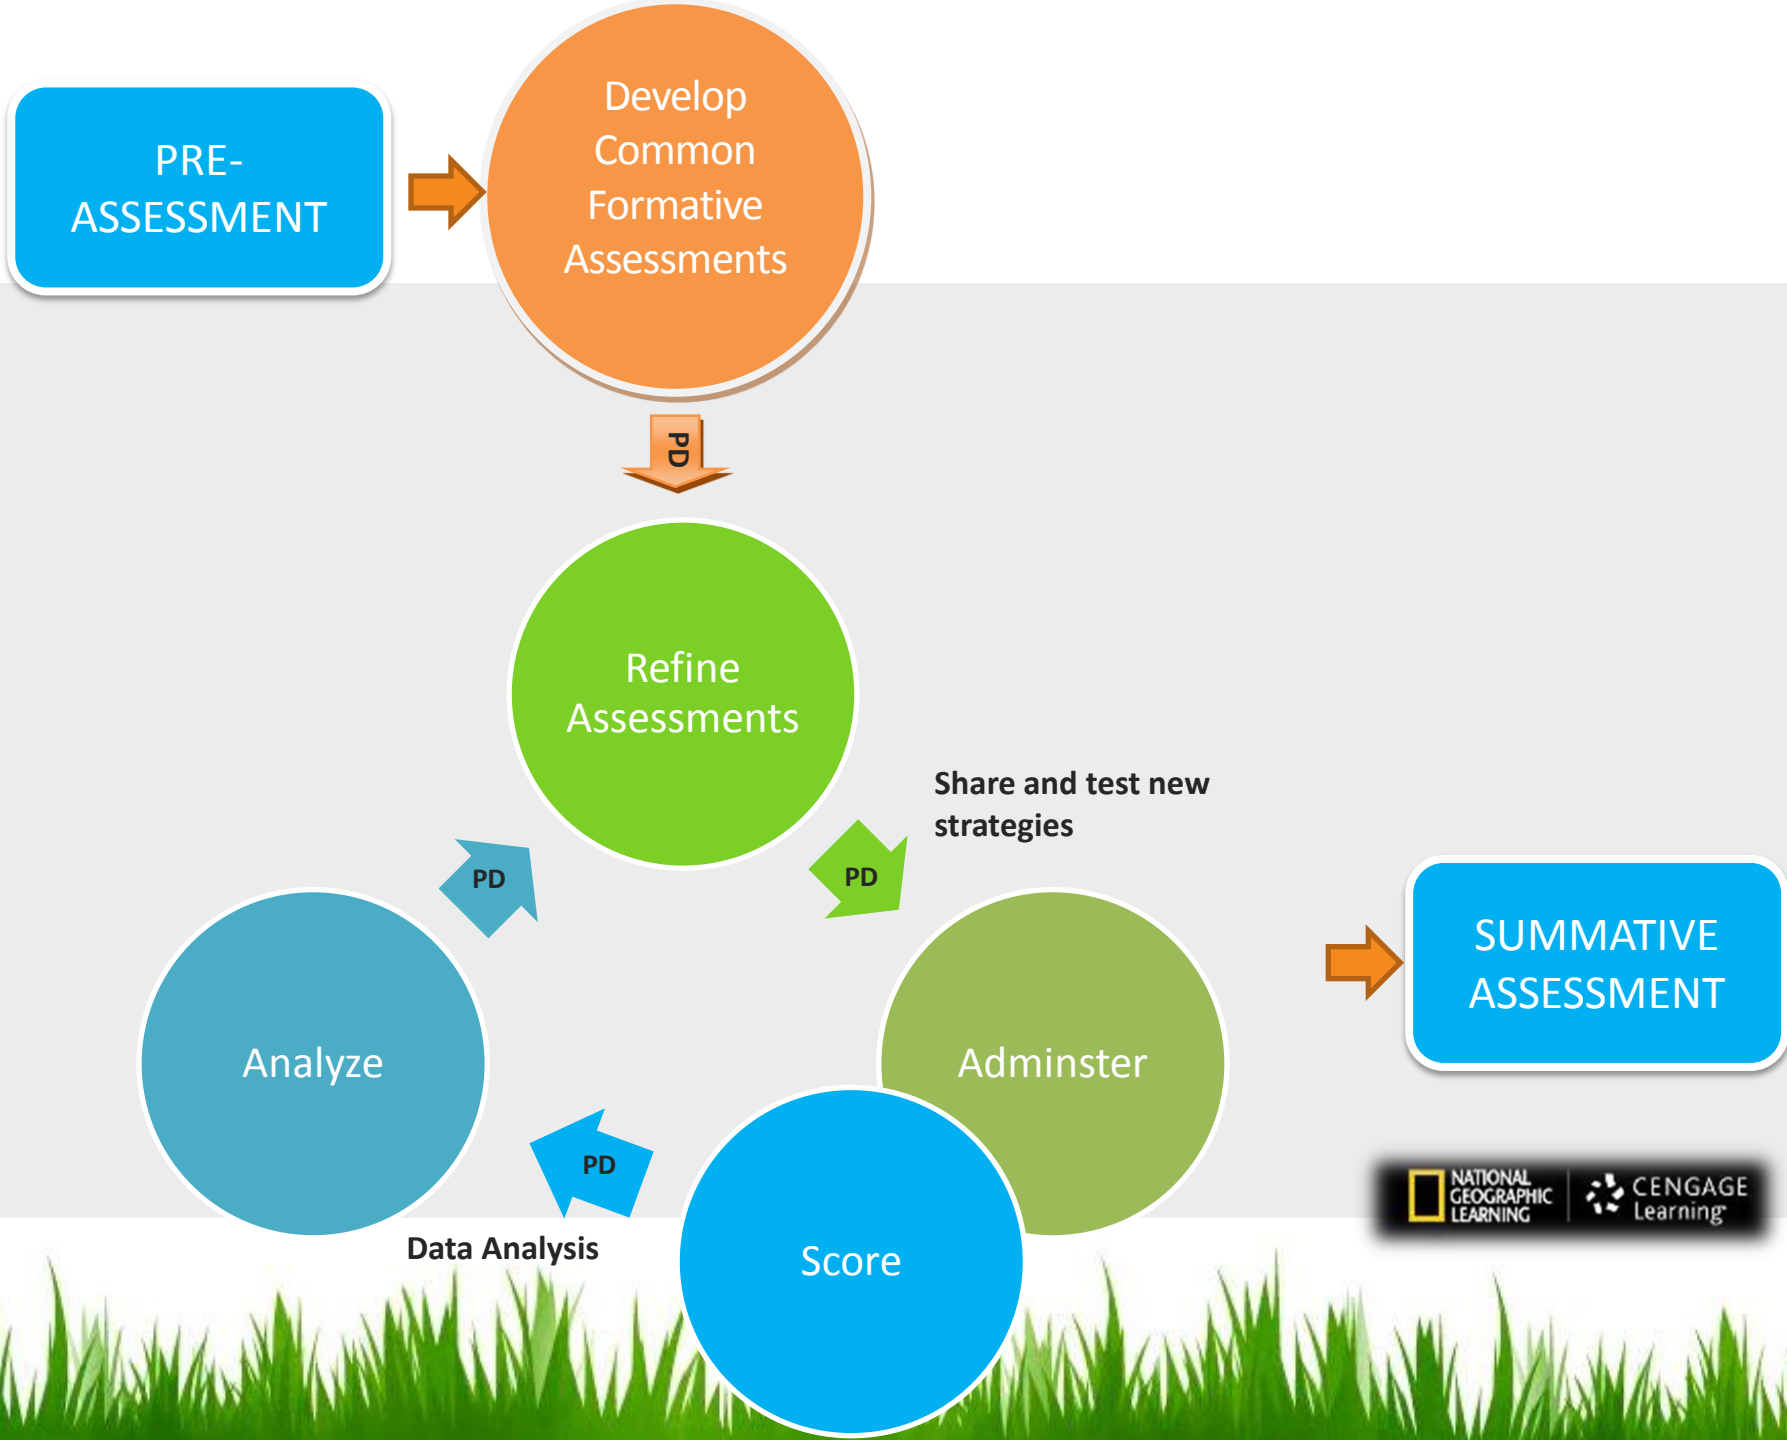 PRE-
ASSESSMENT
Develop
Common
Formative
Assessments
PD
Refine
Assessments
Share and test new
strategies
PD
PD
SUMMATIVE
ASSESSMENT
Analyze
Adminster
PD
Data Analysis
Score
NATIONAL
GEOGRAPHIC
LEARNING
CENGAGE
Learning